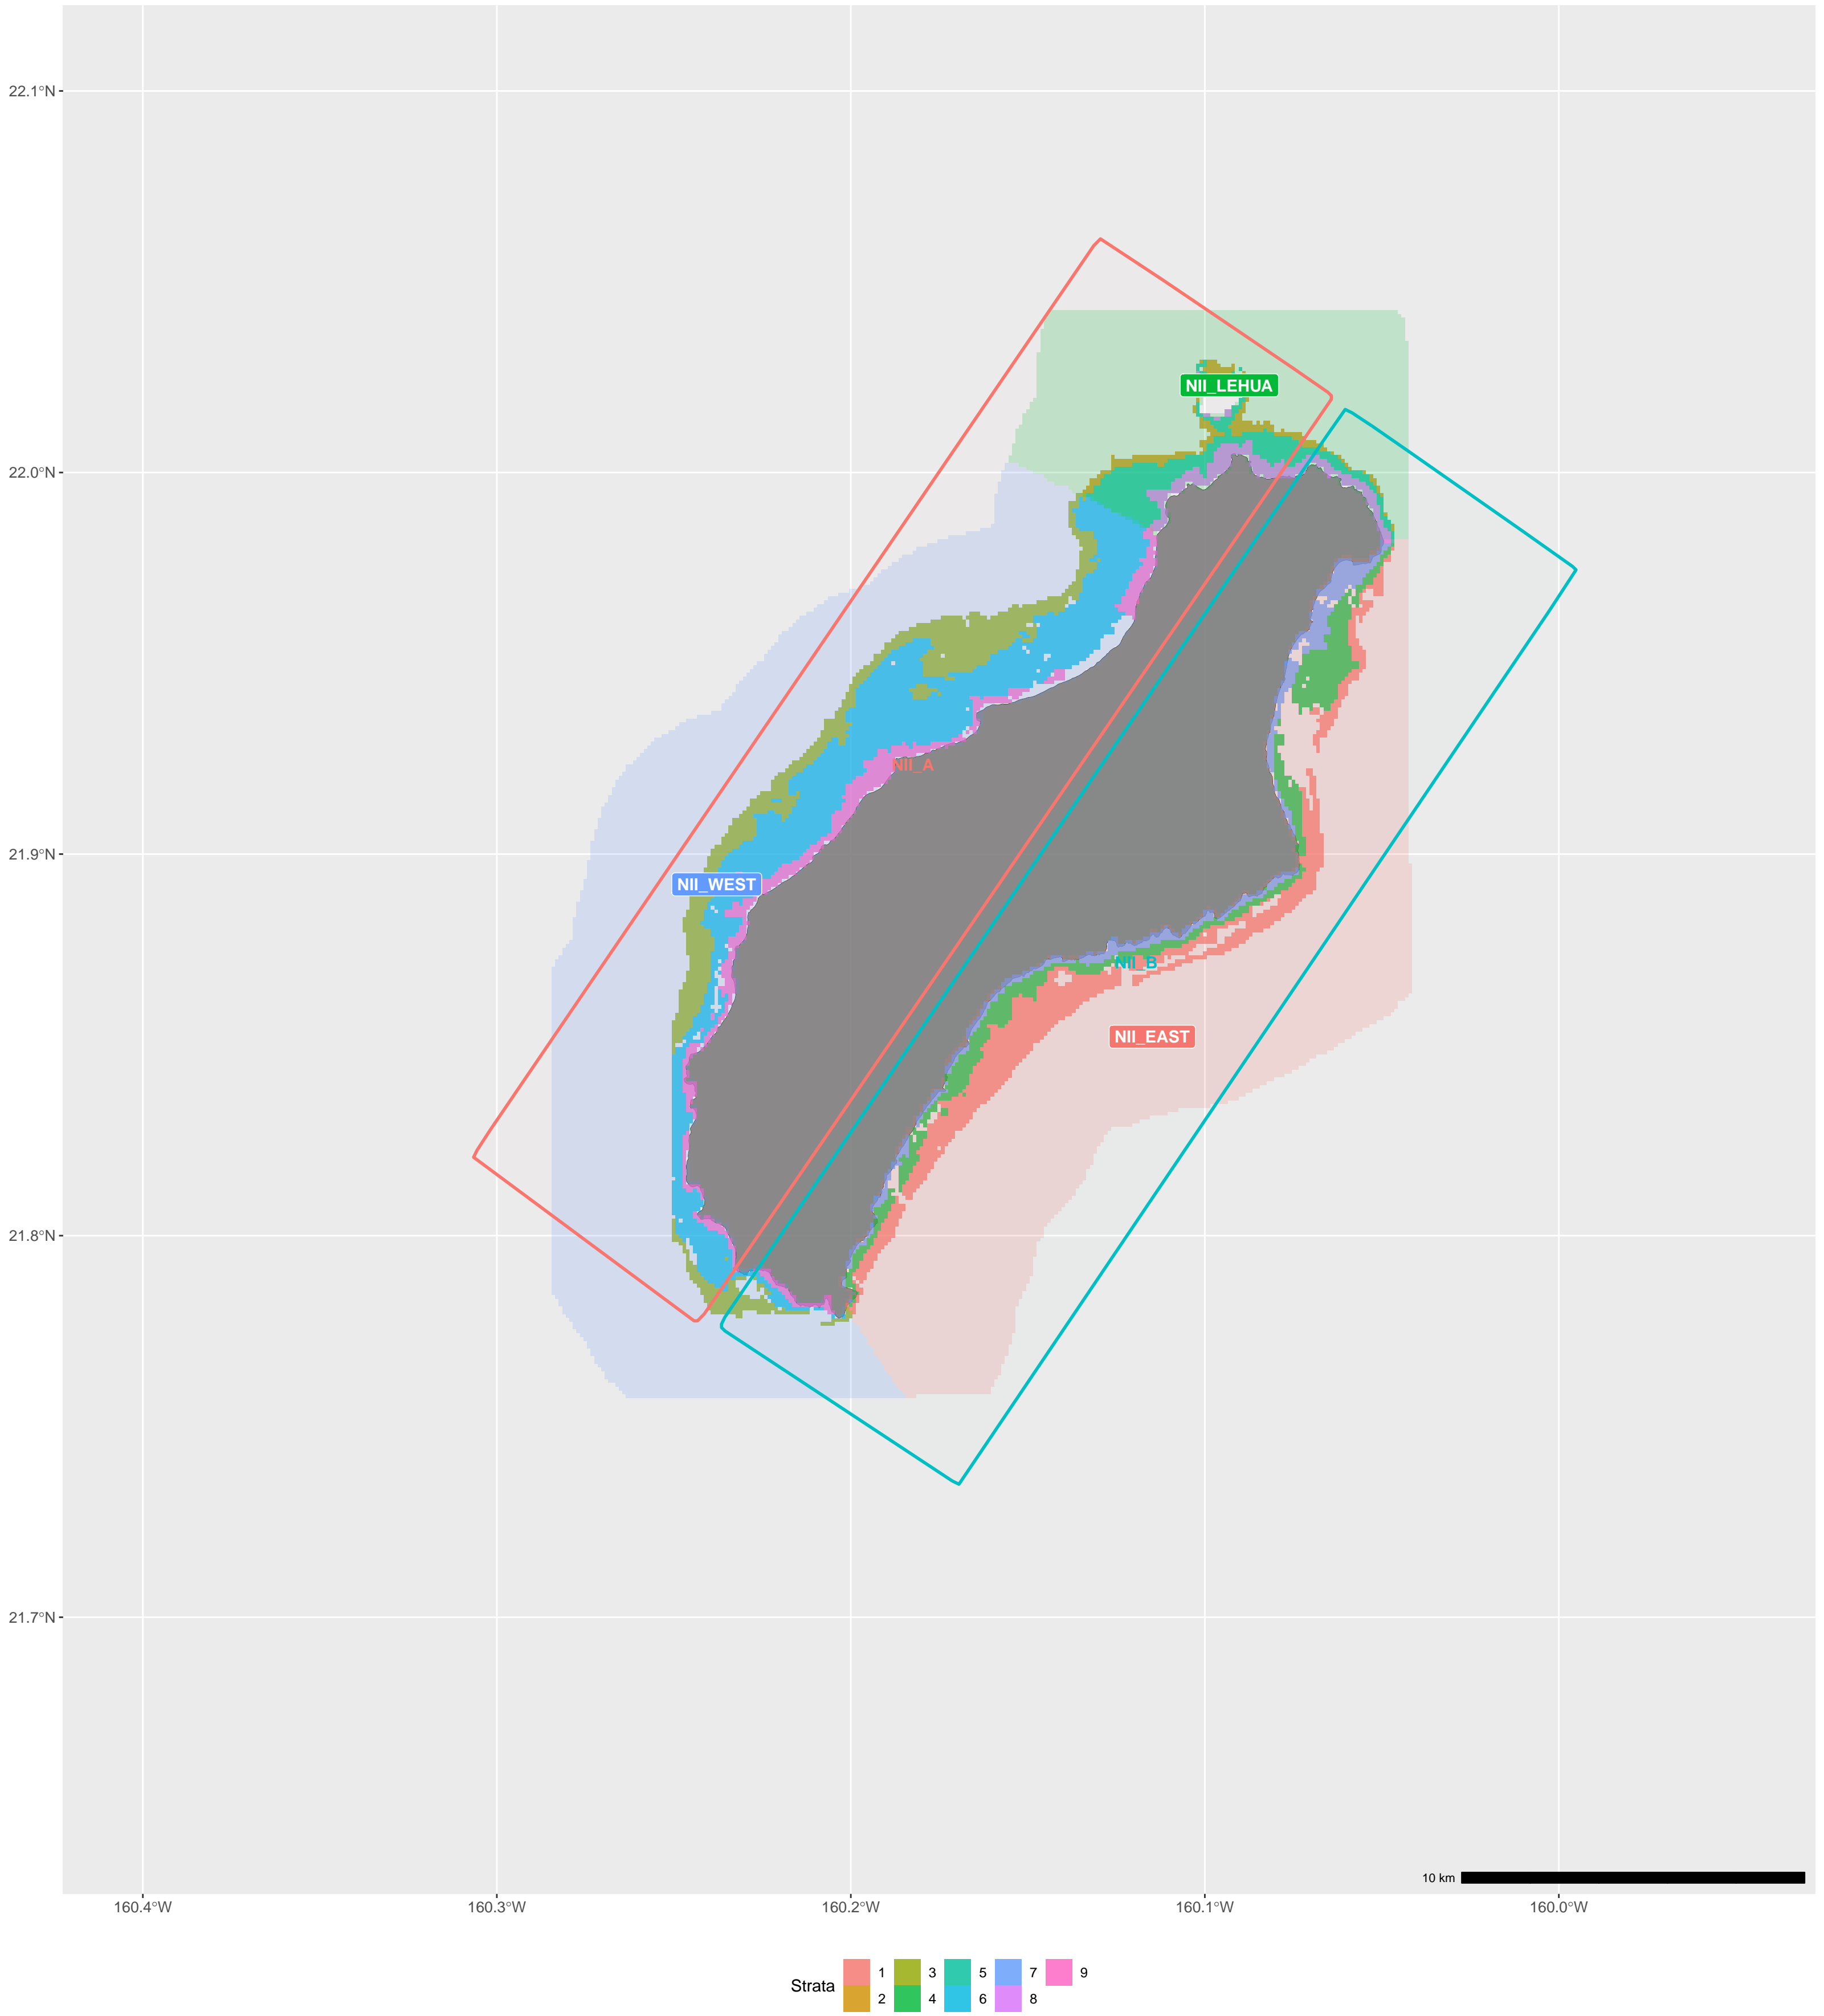 22.1°N
22.0°N
21.9°N
21.8°N
21.7°N
NII_LEHUA
NII_A
NII_WEST
NII_B
NII_EAST
10 km
160.4°W 160.3°W 160.2°W 160.1°W 160.0°W
Strata
1 3 5 7 9
2 4 6 8